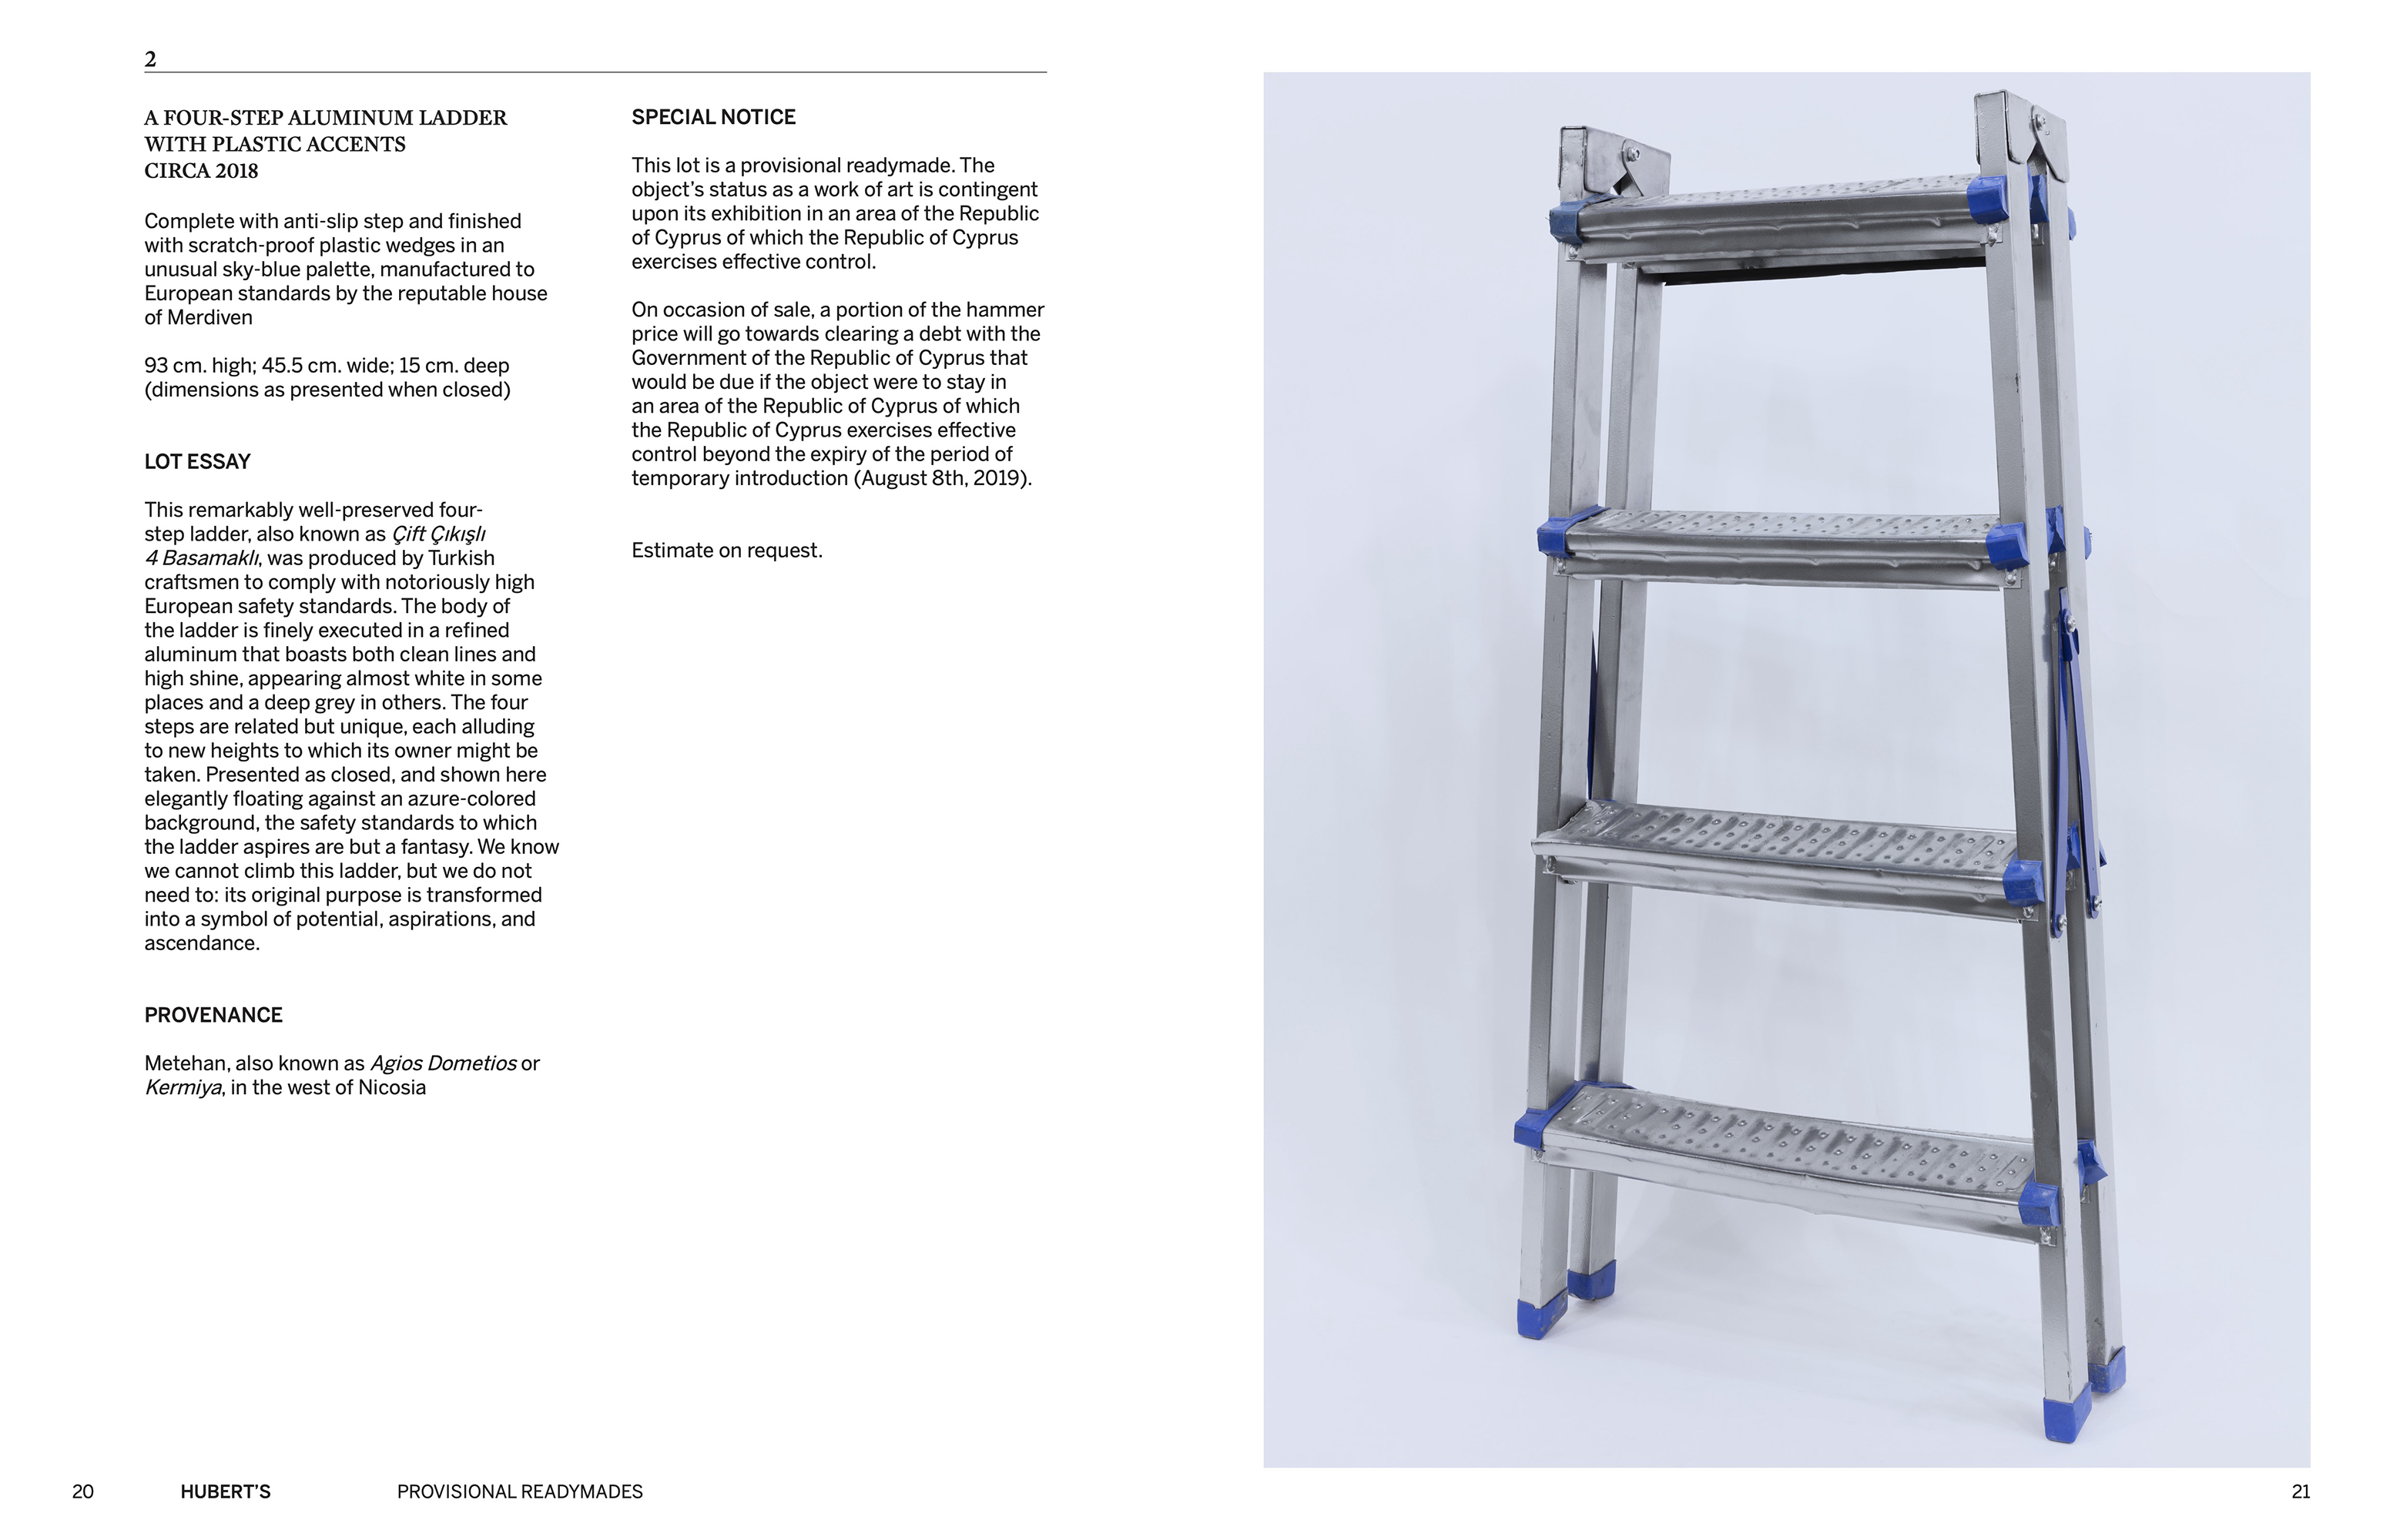 2
A FOUR-STEP ALUMINUM LADDER
WITH PLASTIC ACCENTS
CIRCA 2018
Complete with anti-slip step and finished
with scratch-proof plastic wedges in an
unusual sky-blue palette, manufactured to
European standards by the reputable house
of Merdiven
93 cm. high; 45.5 cm. wide; 15 cm. deep
(dimensions as presented when closed)
LOT ESSAY
This remarkably well-preserved four-
step ladder, also known as Çift Çıkışlı
4 Basamaklı, was produced by Turkish
craftsmen to comply with notoriously high
European safety standards. The body of
the ladder is finely executed in a refined
aluminum that boasts both clean lines and
high shine, appearing almost white in some
places and a deep grey in others. The four
steps are related but unique, each alluding
to new heights to which its owner might be
taken. Presented as closed, and shown here
elegantly floating against an azure-colored
background, the safety standards to which
the ladder aspires are but a fantasy. We know
we cannot climb this ladder, but we do not
need to: its original purpose is transformed
into a symbol of potential, aspirations, and
ascendance.
PROVENANCE
Metehan, also known as Agios Dometios or
Kermiya, in the west of Nicosia
SPECIAL NOTICE
This lot is a provisional readymade. The
object’s status as a work of art is contingent
upon its exhibition in an area of the Republic
of Cyprus of which the Republic of Cyprus
exercises effective control.
On occasion of sale, a portion of the hammer
price will go towards clearing a debt with the
Government of the Republic of Cyprus that
would be due if the object were to stay in
an area of the Republic of Cyprus of which
the Republic of Cyprus exercises effective
control beyond the expiry of the period of
temporary introduction (August 8th, 2019).
Estimate on request.
20 HUBERT’S PROVISIONAL READYMADES
21